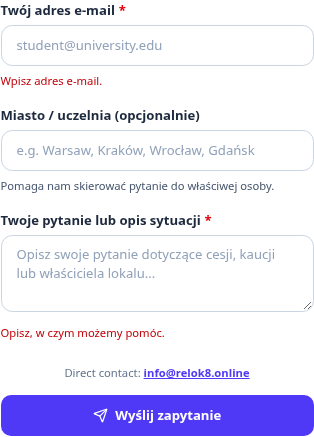 Twój adres e-mail *
student@university.edu
Wpisz adres e-mail.
Miasto / uczelnia (opcjonalnie)
e.g. Warsaw, Kraków, Wrocław, Gdańsk
Pomaga nam skierować pytanie do właściwej osoby.
Twoje pytanie lub opis sytuacji *
Opisz swoje pytanie dotyczące cesji, kaucji
lub właściciela lokalu...
Opisz, w czym możemy pomóc.
Direct contact: info@relok8.online
Wyślij zapytanie